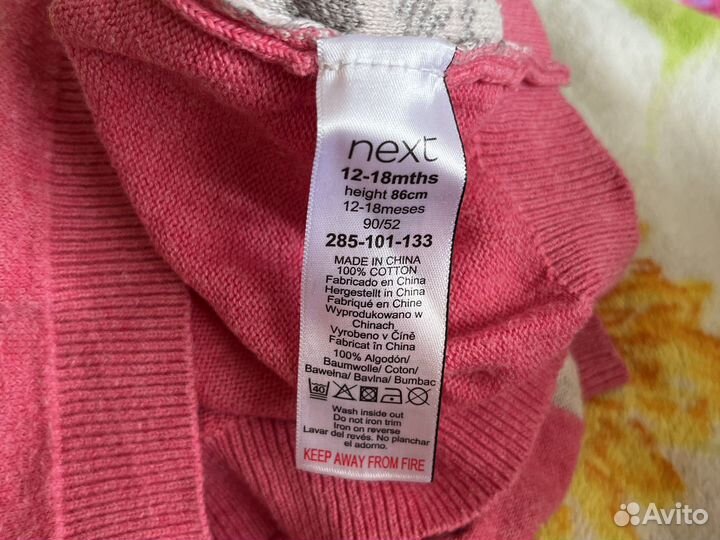 next
12-18mths
height 86cm
12-18meses
90/52
285-101-133
MADE IN CHINA
100% COTTON
Fabricado en China
Hergestellt in China
Fabriqué en Chine
Wyprodukowano w
Chinach
Vyrobeno v Číně
Fabricat în China
100% Algodón/
Baumwolle/ Coton/
Bawełna/ Bavlna/ Bumbac
40
Wash inside out
Do not iron trim
Iron on reverse
Lavar del revés. No planchar
el adorno.
KEEP AWAY FROM FIRE
Avito